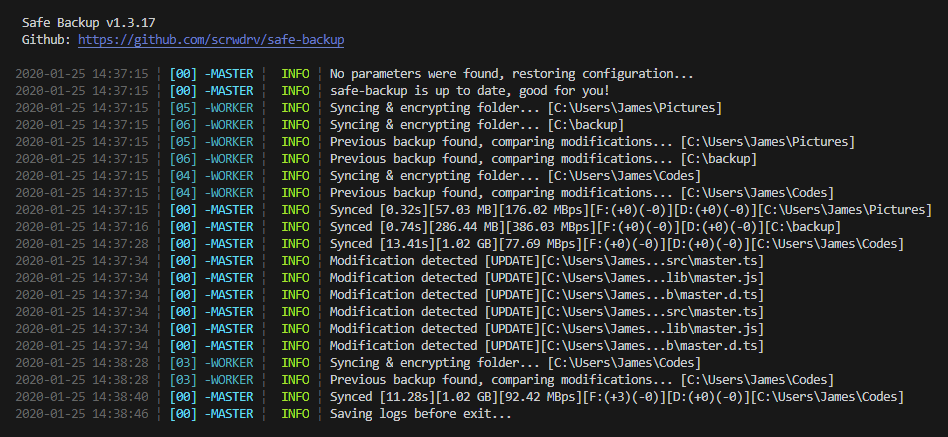 Safe Backup v1.3.17
Github: https://github.com/scrwdrv/safe-backup
2020-01-25 14:37:15 ¦ [00] -MASTER ¦ INFO ¦ No parameters were found, restoring configuration...
2020-01-25 14:37:15 ¦ [00] -MASTER ¦ INFO ¦ safe-backup is up to date, good for you!
2020-01-25 14:37:15 ¦ [05] -WORKER ¦ INFO ¦ Syncing & encrypting folder... [C:\Users\James\Pictures]
2020-01-25 14:37:15 ¦ [06] -WORKER ¦ INFO ¦ Syncing & encrypting folder... [C:\backup]
2020-01-25 14:37:15 ¦ [05] -WORKER ¦ INFO ¦ Previous backup found, comparing modifications... [C:\Users\James\Pictures]
2020-01-25 14:37:15 ¦ [06] -WORKER ¦ INFO ¦ Previous backup found, comparing modifications... [C:\backup]
2020-01-25 14:37:15 ¦ [04] -WORKER ¦ INFO ¦ Syncing & encrypting folder... [C:\Users\James\Codes]
2020-01-25 14:37:15 ¦ [04] -WORKER ¦ INFO ¦ Previous backup found, comparing modifications... [C:\Users\James\Codes]
2020-01-25 14:37:15 ¦ [00] -MASTER ¦ INFO ¦ Synced [0.32s][57.03 MB][176.02 MBps][F:(+0)(-0)][D:(+0)(-0)][C:\Users\James\Pictures]
2020-01-25 14:37:16 ¦ [00] -MASTER ¦ INFO ¦ Synced [0.74s][286.44 MB][386.03 MBps][F:(+0)(-0)][D:(+0)(-0)][C:\backup]
2020-01-25 14:37:28 ¦ [00] -MASTER ¦ INFO ¦ Synced [13.41s][1.02 GB][77.69 MBps][F:(+0)(-0)][D:(+0)(-0)][C:\Users\James\Codes]
2020-01-25 14:37:34 ¦ [00] -MASTER ¦ INFO ¦ Modification detected [UPDATE][C:\Users\James...src\master.ts]
2020-01-25 14:37:34 ¦ [00] -MASTER ¦ INFO ¦ Modification detected [UPDATE][C:\Users\James...lib\master.js]
2020-01-25 14:37:34 ¦ [00] -MASTER ¦ INFO ¦ Modification detected [UPDATE][C:\Users\James...b\master.d.ts]
2020-01-25 14:37:34 ¦ [00] -MASTER ¦ INFO ¦ Modification detected [UPDATE][C:\Users\James...src\master.ts]
2020-01-25 14:37:34 ¦ [00] -MASTER ¦ INFO ¦ Modification detected [UPDATE][C:\Users\James...lib\master.js]
2020-01-25 14:37:34 ¦ [00] -MASTER ¦ INFO ¦ Modification detected [UPDATE][C:\Users\James...b\master.d.ts]
2020-01-25 14:38:28 ¦ [03] -WORKER ¦ INFO ¦ Syncing & encrypting folder... [C:\Users\James\Codes]
2020-01-25 14:38:28 ¦ [03] -WORKER ¦ INFO ¦ Previous backup found, comparing modifications... [C:\Users\James\Codes]
2020-01-25 14:38:40 ¦ [00] -MASTER ¦ INFO ¦ Synced [11.28s][1.02 GB][92.42 MBps][F:(+3)(-0)][D:(+0)(-0)][C:\Users\James\Codes]
2020-01-25 14:38:46 ¦ [00] -MASTER ¦ INFO ¦ Saving logs before exit...